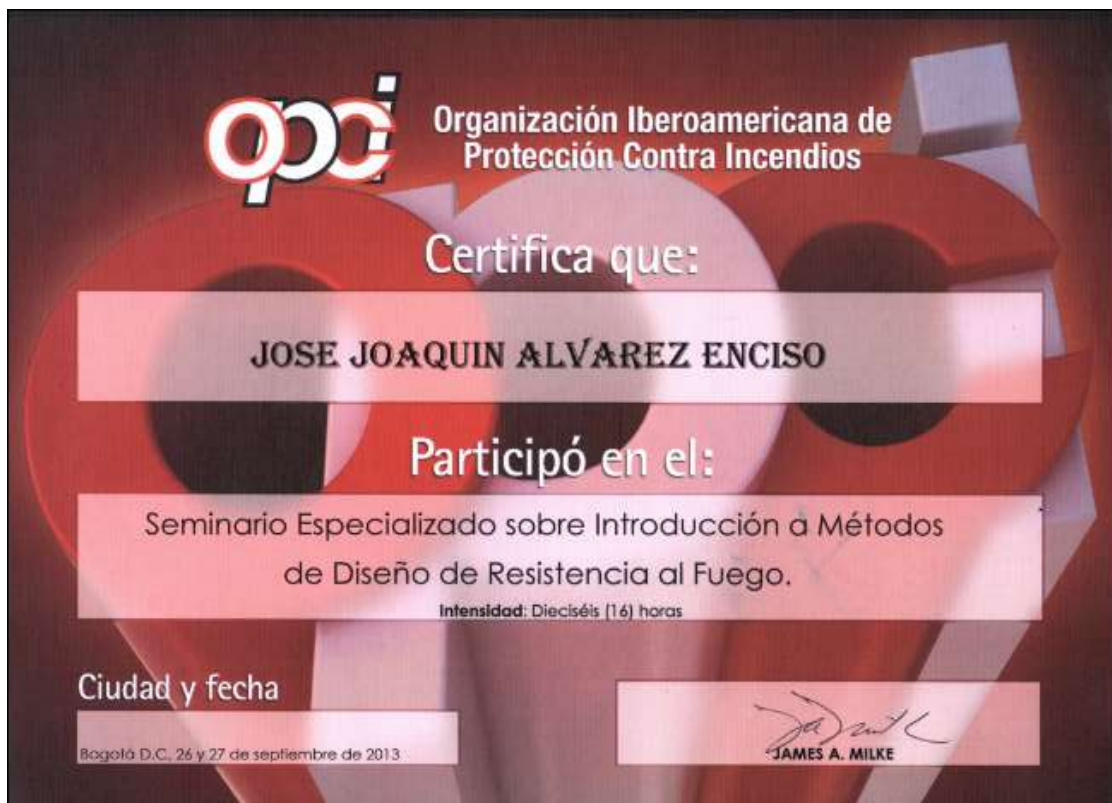 opci
Organización Iberoamericana de
Protección Contra Incendios
Certifica que:
JOSE JOAQUIN ALVAREZ ENCISO
Participó en el:
Seminario Especializado sobre Introducción a Métodos
de Diseño de Resistencia al Fuego.
Intensidad: Dieciséis (16) horas
Ciudad y fecha
Bogotá D.C, 26 y 27 de septiembre de 2013
JAMES A. MILKE